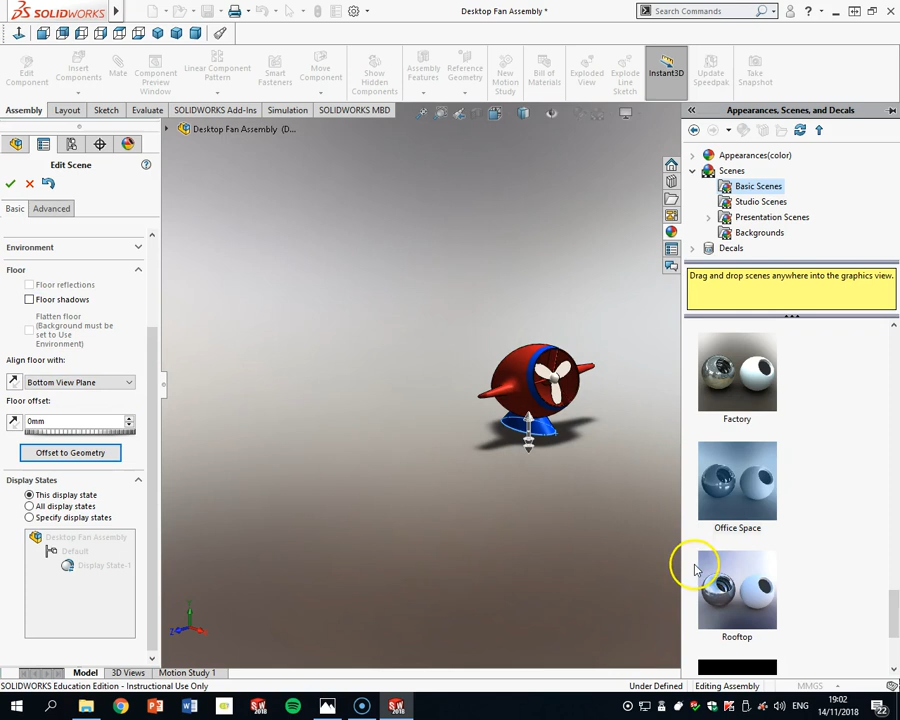 SOLIDWORKS
Desktop Fan Assembly *
Search Commands
Edit
Component
Insert
Components
Mate
Component
Preview
Window
Linear Component
Pattern
Smart
Fasteners
Move
Component
Show
Hidden
Components
Assembly
Features
Reference
Geometry
New
Motion
Study
Bill of
Materials
Exploded
View
Explode
Line
Sketch
Instant3D
Update
Speedpak
Take
Snapshot
Assembly
Layout
Sketch
Evaluate
SOLIDWORKS Add-Ins
Simulation
SOLIDWORKS MBD
Appearances, Scenes, and Decals
Desktop Fan Assembly (D...
Edit Scene
Basic
Advanced
Environment
Floor
Floor reflections
Floor shadows
Flatten floor
(Background must be
set to Use
Environment)
Align floor with:
Bottom View Plane
Floor offset:
0mm
Offset to Geometry
Display States
This display state
All display states
Specify display states
Desktop Fan Assembly
Default
Display State-1
Appearances(color)
Scenes
Basic Scenes
Studio Scenes
Presentation Scenes
Backgrounds
Decals
Drag and drop scenes anywhere into the graphics view.
Factory
Office Space
Rooftop
Model
3D Views
Motion Study 1
SOLIDWORKS Education Edition - Instructional Use Only
Under Defined
Editing Assembly
MMGS
ENG
19:02
14/11/2018
22